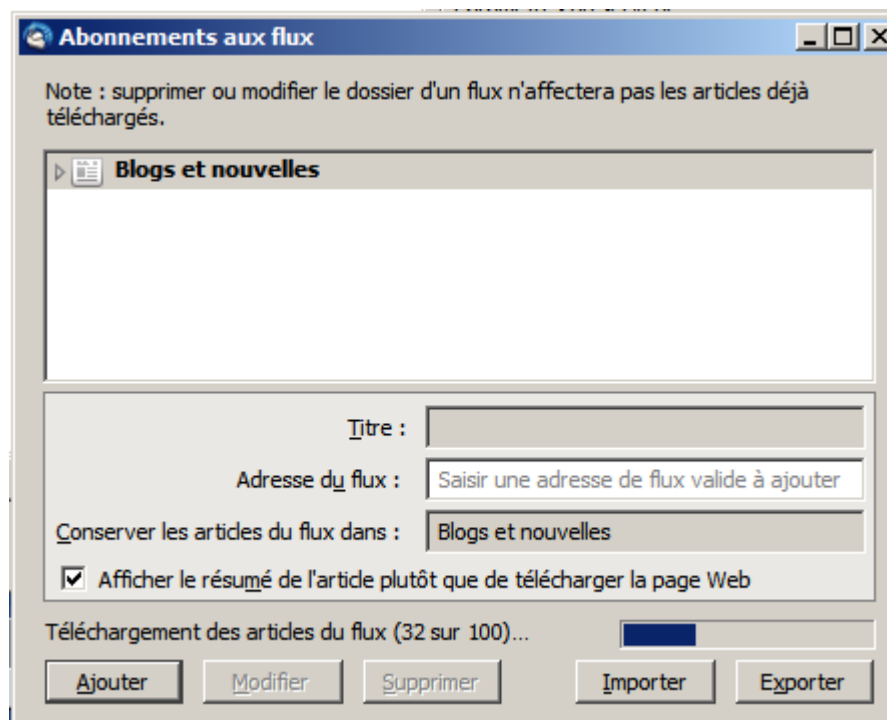 Abonnements aux flux
Note : supprimer ou modifier le dossier d'un flux n'affectera pas les articles déjà
téléchargés.
Blogs et nouvelles
Titre :
Adresse du flux : Saisir une adresse de flux valide à ajouter
Conserver les articles du flux dans : Blogs et nouvelles
Afficher le résumé de l'article plutôt que de télécharger la page Web
Téléchargement des articles du flux (32 sur 100)...
Ajouter Modifier Supprimer Importer Exporter